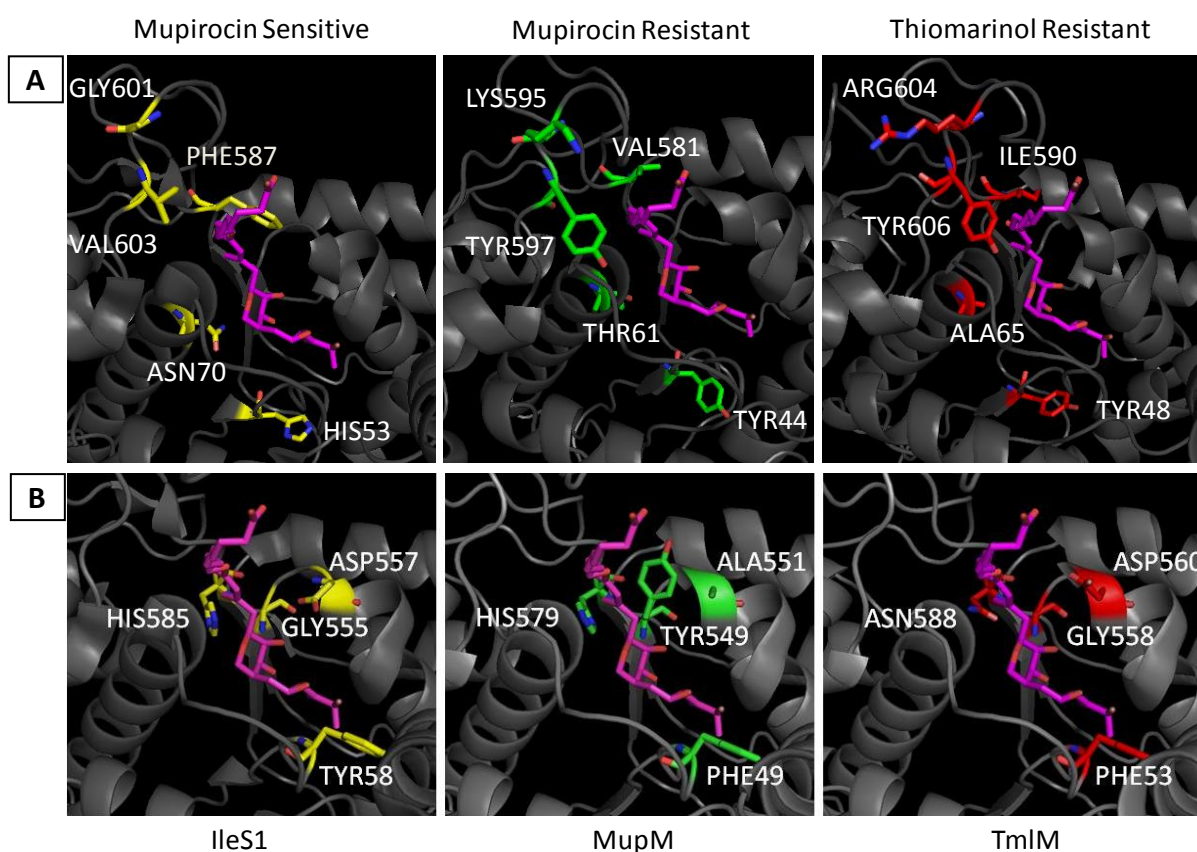 Mupirocin Sensitive
Mupirocin Resistant
Thiomarinol Resistant
A
GLY601
PHE587
VAL603
ASN70
HIS53
LYS595
VAL581
TYR597
THR61
TYR44
ARG604
ILE590
TYR606
ALA65
TYR48
B
ASP557
HIS585
GLY555
TYR58
ALA551
HIS579
TYR549
PHE49
ASP560
ASN588
GLY558
PHE53
IleS1
MupM
TmlM